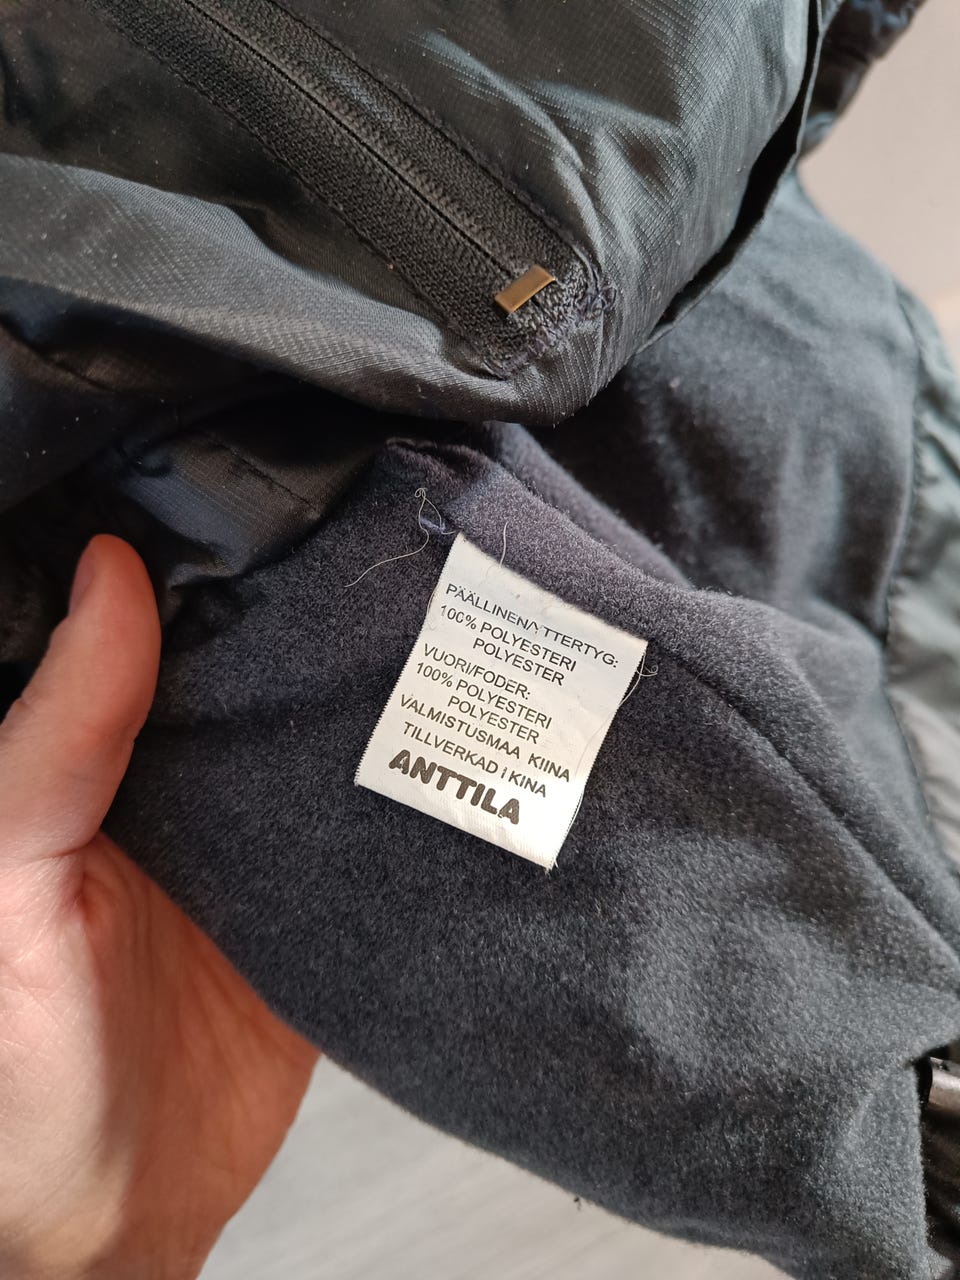 PÄÄLLINEN/YTTERTYG:
100% POLYESTERI
POLYESTER
VUORI/FODER:
100% POLYESTERI
POLYESTER
VALMISTUSMAA KIINA
TILLVERKAD I KINA
ANTTILA